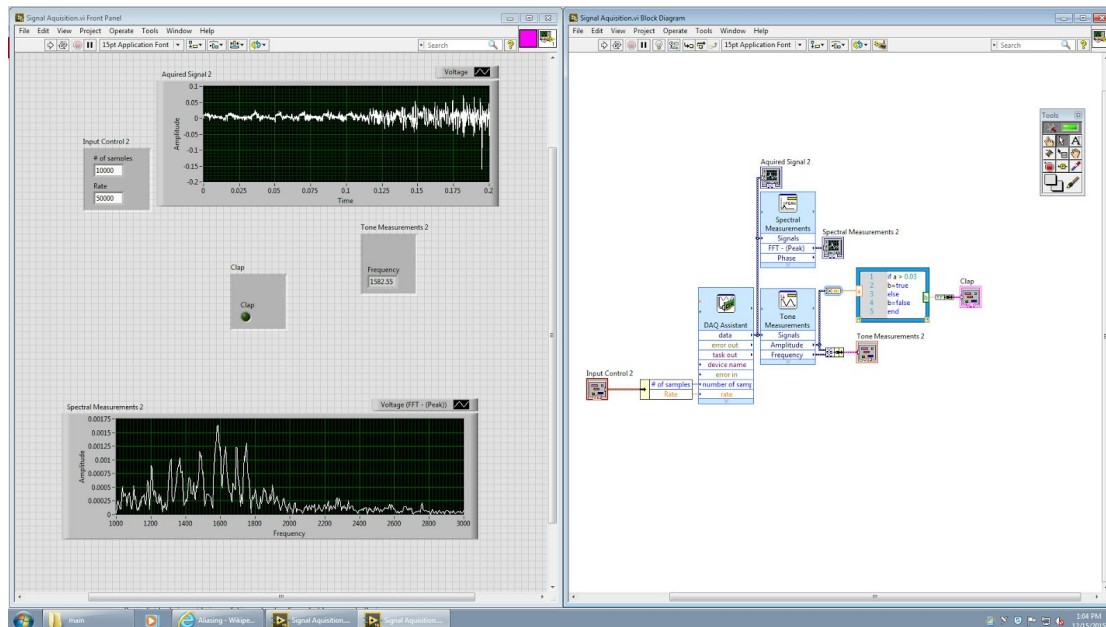 Signal Aquisition.vi Front Panel
File Edit View Project Operate Tools Window Help
15pt Application Font
Search
Aquired Signal 2
Voltage
0.1
0.05
0
-0.05
-0.1
-0.15
-0.2
Amplitude
0 0.025 0.05 0.075 0.1 0.125 0.15 0.175 0.2
Time
Input Control 2
# of samples
10000
Rate
50000
Tone Measurements 2
Frequency
1582.55
Clap
Clap
Spectral Measurements 2
Voltage (FFT - (Peak))
0.00175
0.0015
0.00125
0.001
0.00075
0.0005
0.00025
0
Amplitude
1000 1200 1400 1600 1800 2000 2200 2400 2600 2800 3000
Frequency
Signal Aquisition.vi Block Diagram
File Edit View Project Operate Tools Window Help
15pt Application Font
Search
Tools
Aquired Signal 2
Spectral
Measurements
Signals
FFT - (Peak)
Phase
Spectral Measurements 2
DAQ Assistant
data
error out
task out
device name
error in
number of samp
rate
Tone
Measurements
Signals
Amplitude
Frequency
1 if a > 0.03
2 b=true
3 else
4 b=false
5 end
Clap
Tone Measurements 2
Input Control 2
# of samples
Rate
main
Aliasing - Wikipe...
Signal Aquisition....
Signal Aquisition....
1:04 PM
12/15/2015